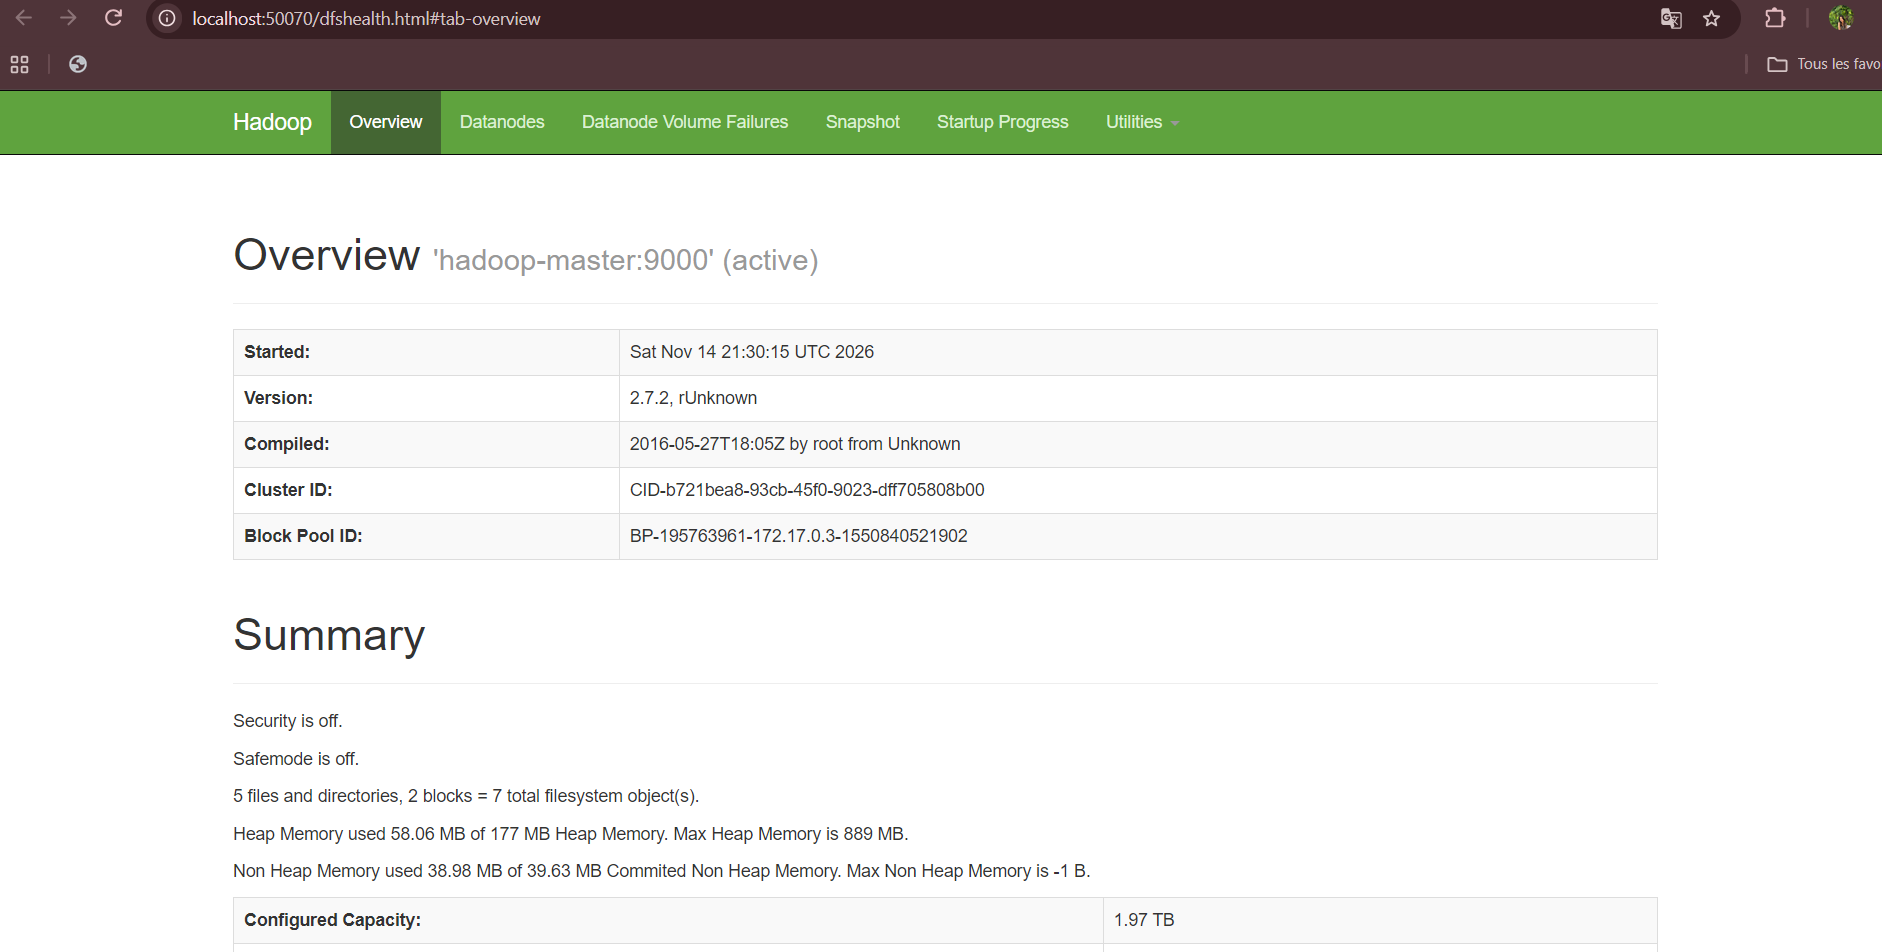 localhost:50070/dfshealth.html#tab-overview
Tous les favo
Hadoop Overview Datanodes Datanode Volume Failures Snapshot Startup Progress Utilities
Overview 'hadoop-master:9000' (active)
Started: Sat Nov 14 21:30:15 UTC 2026
Version: 2.7.2, rUnknown
Compiled: 2016-05-27T18:05Z by root from Unknown
Cluster ID: CID-b721bea8-93cb-45f0-9023-dff705808b00
Block Pool ID: BP-195763961-172.17.0.3-1550840521902
Summary
Security is off.
Safemode is off.
5 files and directories, 2 blocks = 7 total filesystem object(s).
Heap Memory used 58.06 MB of 177 MB Heap Memory. Max Heap Memory is 889 MB.
Non Heap Memory used 38.98 MB of 39.63 MB Commited Non Heap Memory. Max Non Heap Memory is -1 B.
Configured Capacity: 1.97 TB